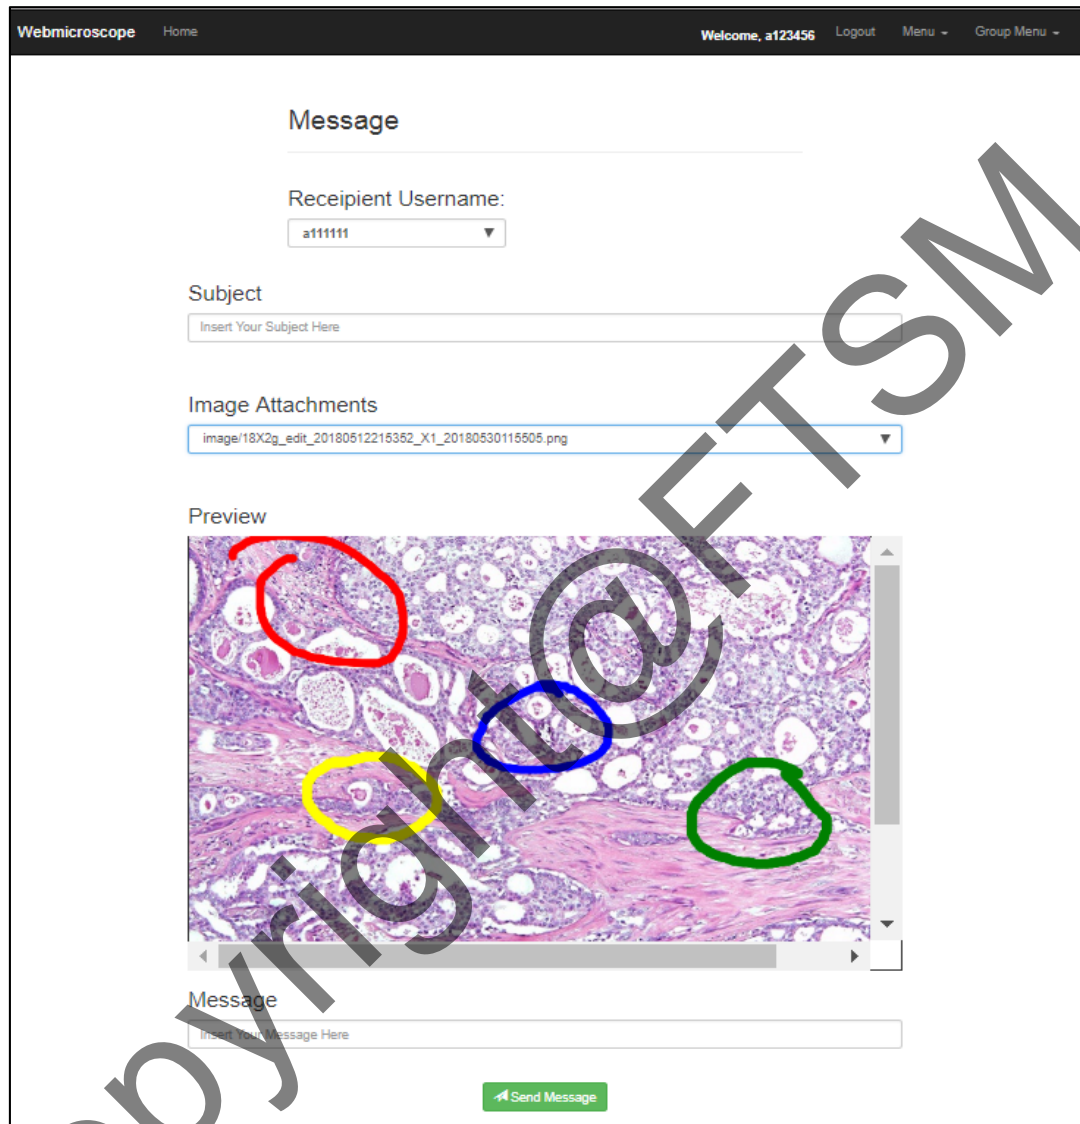 Webmicroscope Home Welcome, a123456 Logout Menu Group Menu
Message
Receipient Username:
a111111
Subject
Insert Your Subject Here
Image Attachments
image/18X2g_edit_20180512215352_X1_20180530115505.png
Preview
Message
Insert Your Message Here
Send Message
opyright@FTSM